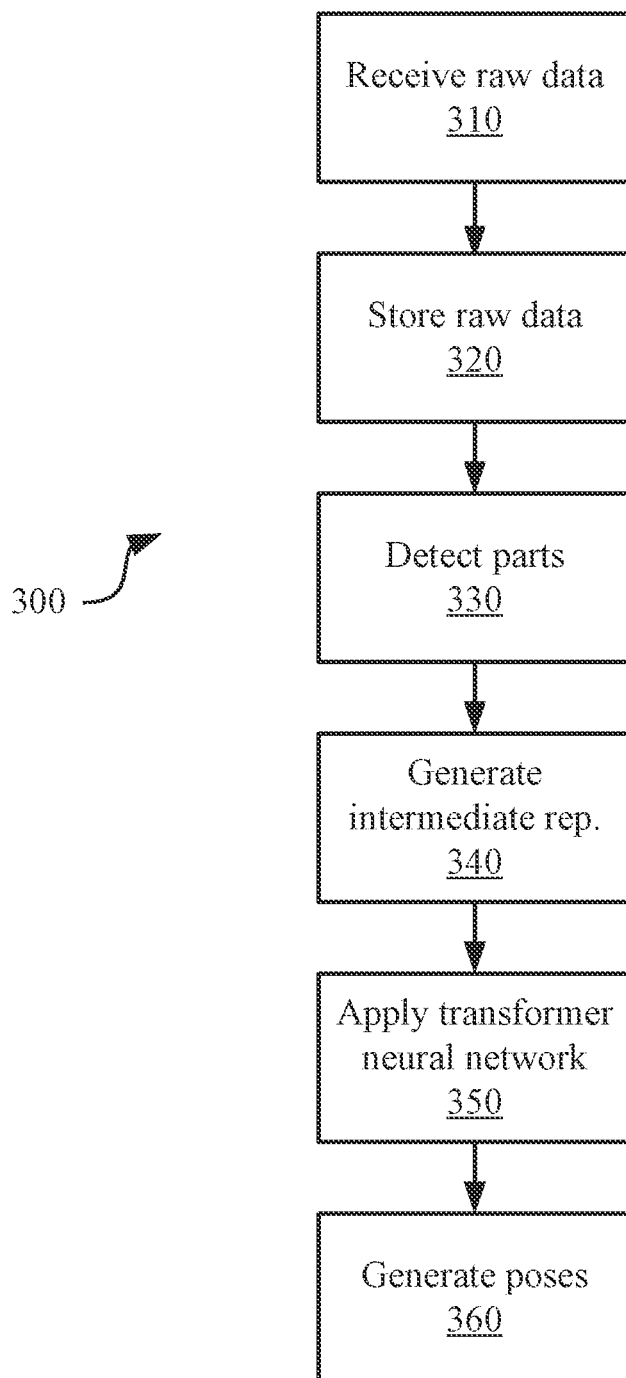 Receive raw data
310
Store raw data
320
300
Detect parts
330
Generate
intermediate rep.
340
Apply transformer
neural network
350
Generate poses
360